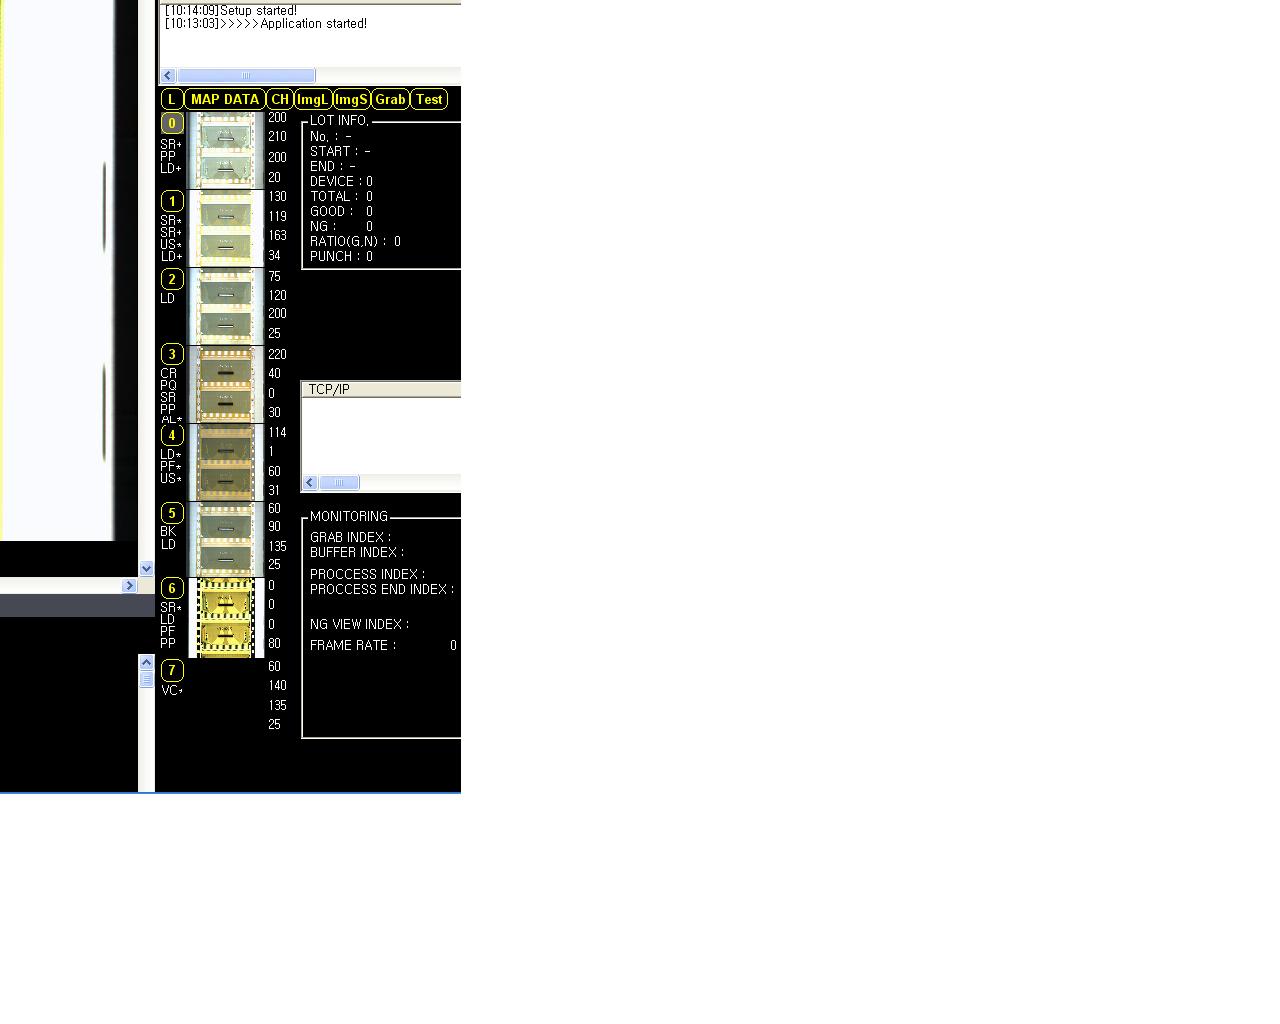 [10:14:09]Setup started!
[10:13:03]>>>>>Application started!
L MAP DATA CH ImgL ImgS Grab Test
0
SR+
PP
LD+
200
210
200
20
1
SR*
SR+
US*
LD+
130
119
163
34
2
LD
75
120
200
25
3
CR
PQ
SR
PP
AL*
220
40
0
30
4
LD*
PF*
US*
114
1
60
31
5
BK
LD
60
90
135
25
6
SR*
LD
PF
PP
0
0
0
80
7
VC*
60
140
135
25
LOT INFO.
No. : -
START : -
END : -
DEVICE : 0
TOTAL : 0
GOOD : 0
NG : 0
RATIO(G,N) : 0
PUNCH : 0
TCP/IP
MONITORING
GRAB INDEX :
BUFFER INDEX :
PROCCESS INDEX :
PROCCESS END INDEX :
NG VIEW INDEX :
FRAME RATE : 0